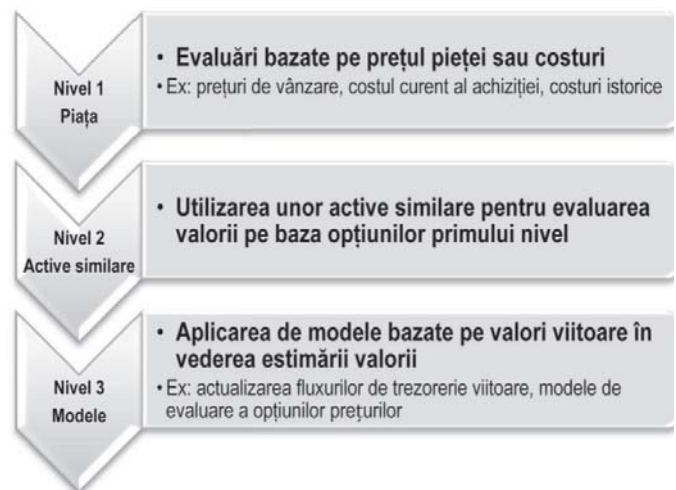 Nivel 1
Piața
• Evaluări bazate pe prețul pieței sau costuri
• Ex: prețuri de vânzare, costul curent al achiziției, costuri istorice
Nivel 2
Active similare
• Utilizarea unor active similare pentru evaluarea
valorii pe baza opțiunilor primului nivel
Nivel 3
Modele
• Aplicarea de modele bazate pe valori viitoare în
vederea estimării valorii
• Ex: actualizarea fluxurilor de trezorerie viitoare, modele de
evaluare a opțiunilor prețurilor